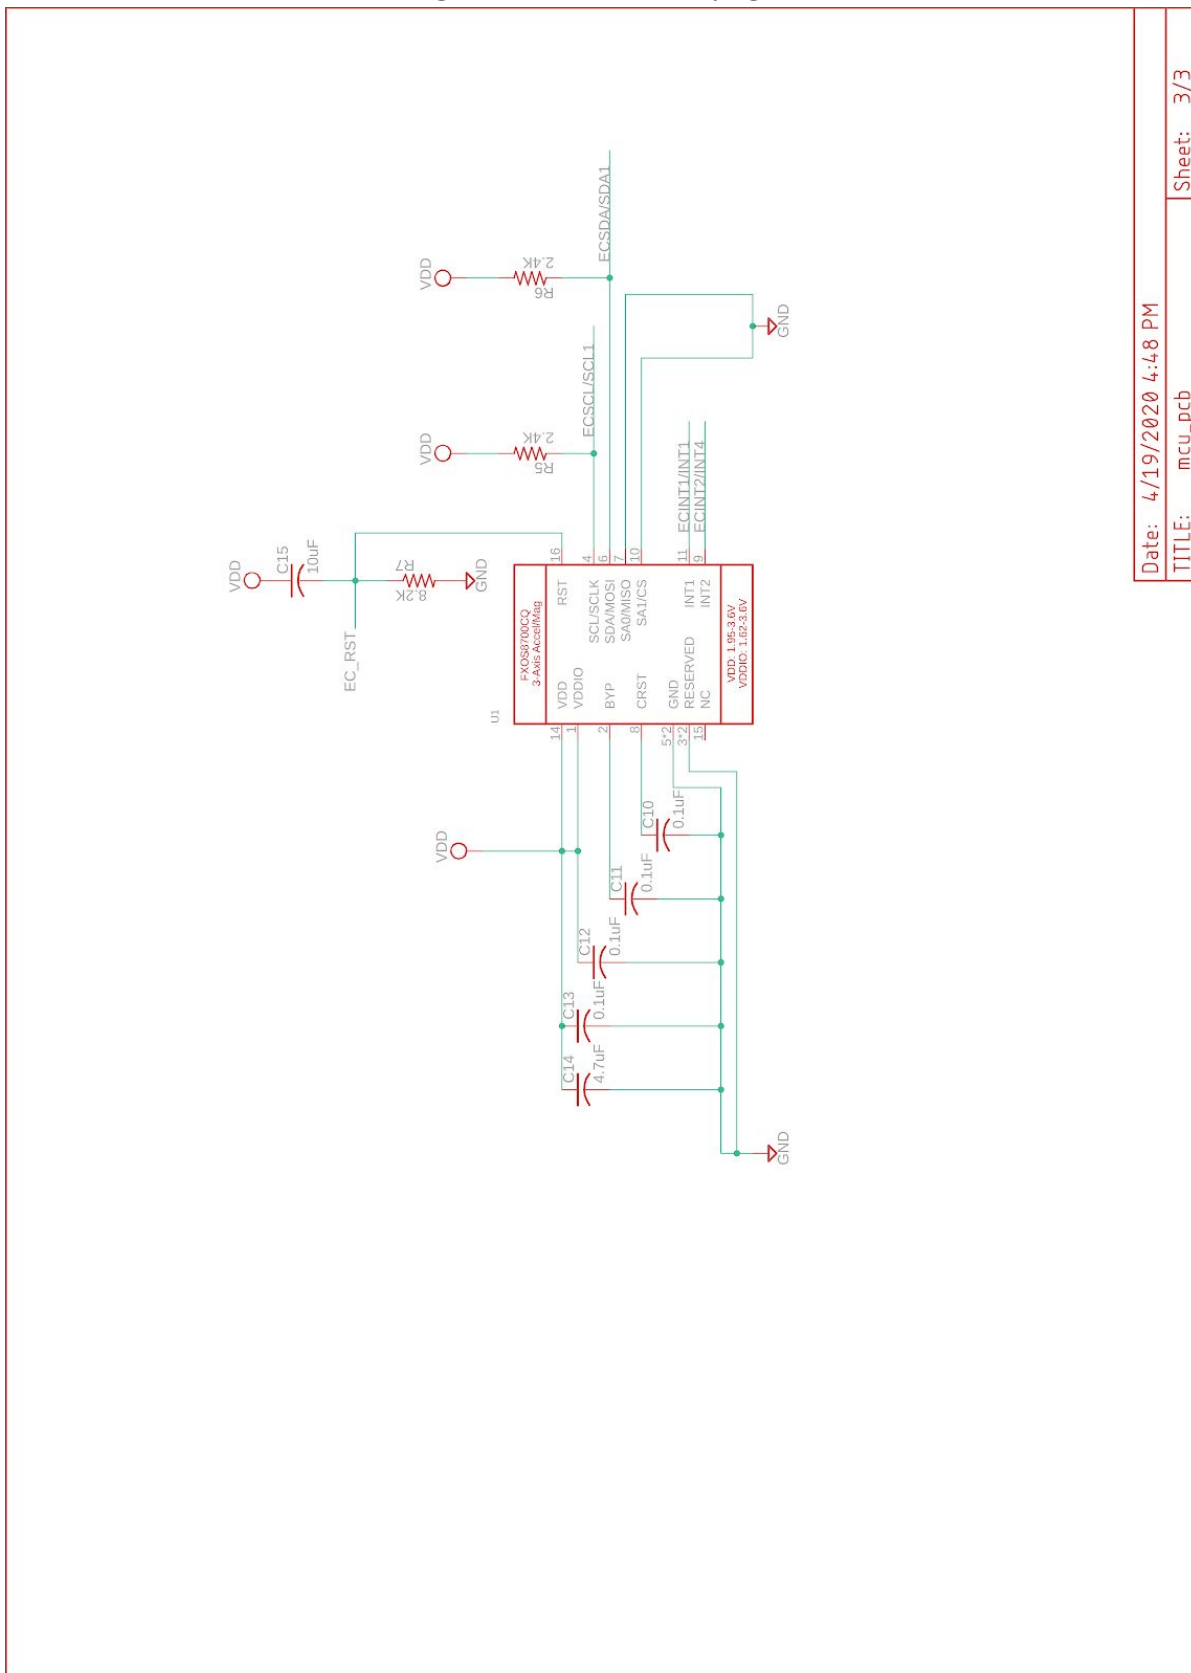 VDD
C15
10uF
R7
8.2K
GND
EC_RST
VDD
R5
2.4K
ECSCL/SCL1
VDD
R6
2.4K
ECSDA/SDA1
GND
ECINT1/INT1
ECINT2/INT4
U1
FXOS8700CQ
3-Axis Accel/Mag
14 VDD RST 16
1 VDDIO
SCL/SCLK 4
2 BYP SDA/MOSI 6
SA0/MISO 7
8 CRST SA1/CS 10
5*2 GND
3*2 RESERVED INT1 11
15 NC INT2 9
VDD: 1.95-3.6V
VDDIO: 1.62-3.6V
VDD
C14
4.7uF
C13
0.1uF
C12
0.1uF
C11
0.1uF
C10
0.1uF
GND
Date: 4/19/2020 4:48 PM
TITLE: mcu_pcb
Sheet: 3/3